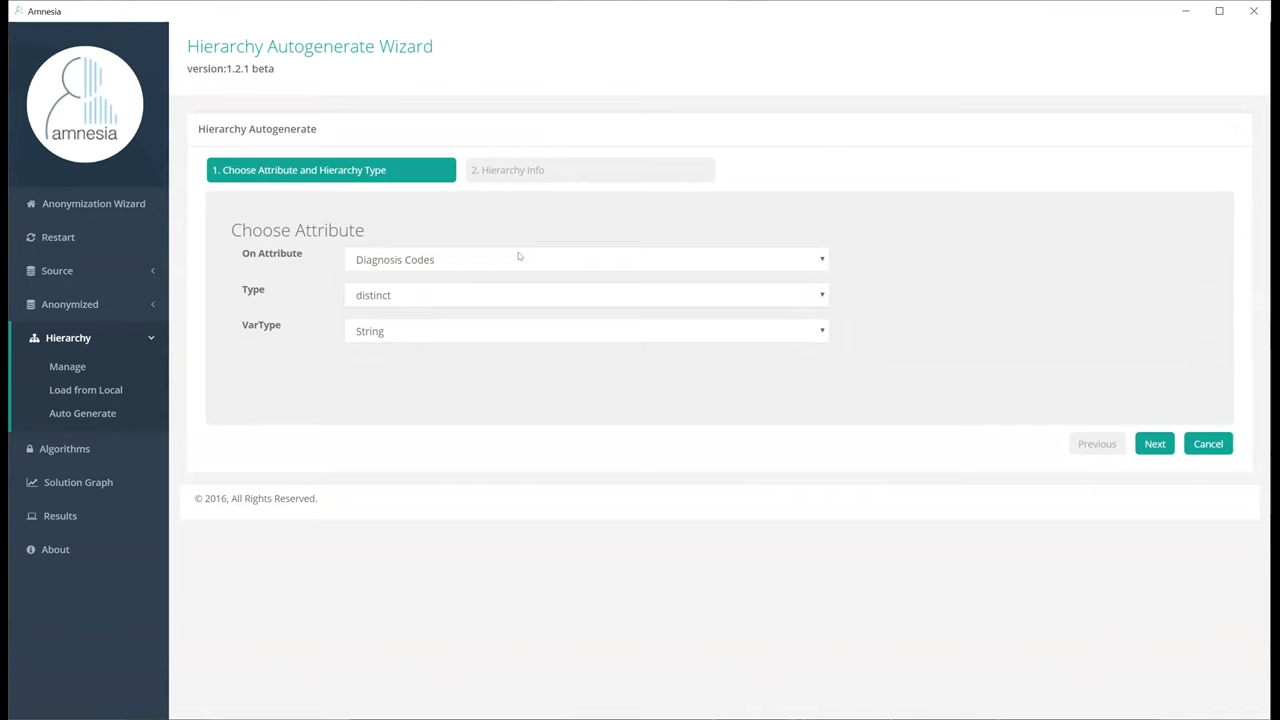 Amnesia
amnesia
Anonymization Wizard
Restart
Source
Anonymized
Hierarchy
Manage
Load from Local
Auto Generate
Algorithms
Solution Graph
Results
About
Hierarchy Autogenerate Wizard
version:1.2.1 beta
Hierarchy Autogenerate
1. Choose Attribute and Hierarchy Type
2. Hierarchy Info
Choose Attribute
On Attribute Diagnosis Codes
Type distinct
VarType String
Previous Next Cancel
© 2016, All Rights Reserved.